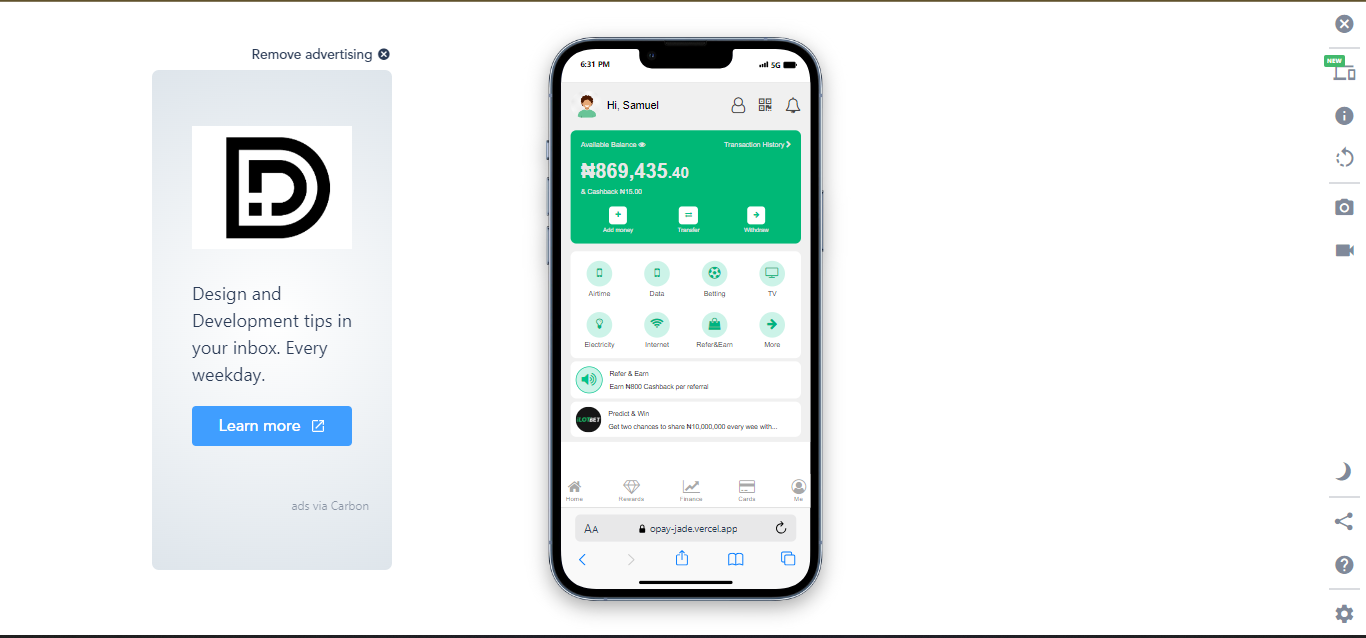 Remove advertising
Design and
Development tips in
your inbox. Every
weekday.
Learn more
ads via Carbon
6:31 PM
5G
Hi, Samuel
Available Balance
Transaction History
₦869,435.40
& Cashback ₦15.00
Add money
Transfer
Withdraw
Airtime
Data
Betting
TV
Electricity
Internet
Refer&Earn
More
Refer & Earn
Earn ₦800 Cashback per referral
Predict & Win
Get two chances to share ₦10,000,000 every wee with...
Home
Rewards
Finance
Cards
Me
AA
opay-jade.vercel.app
NEW